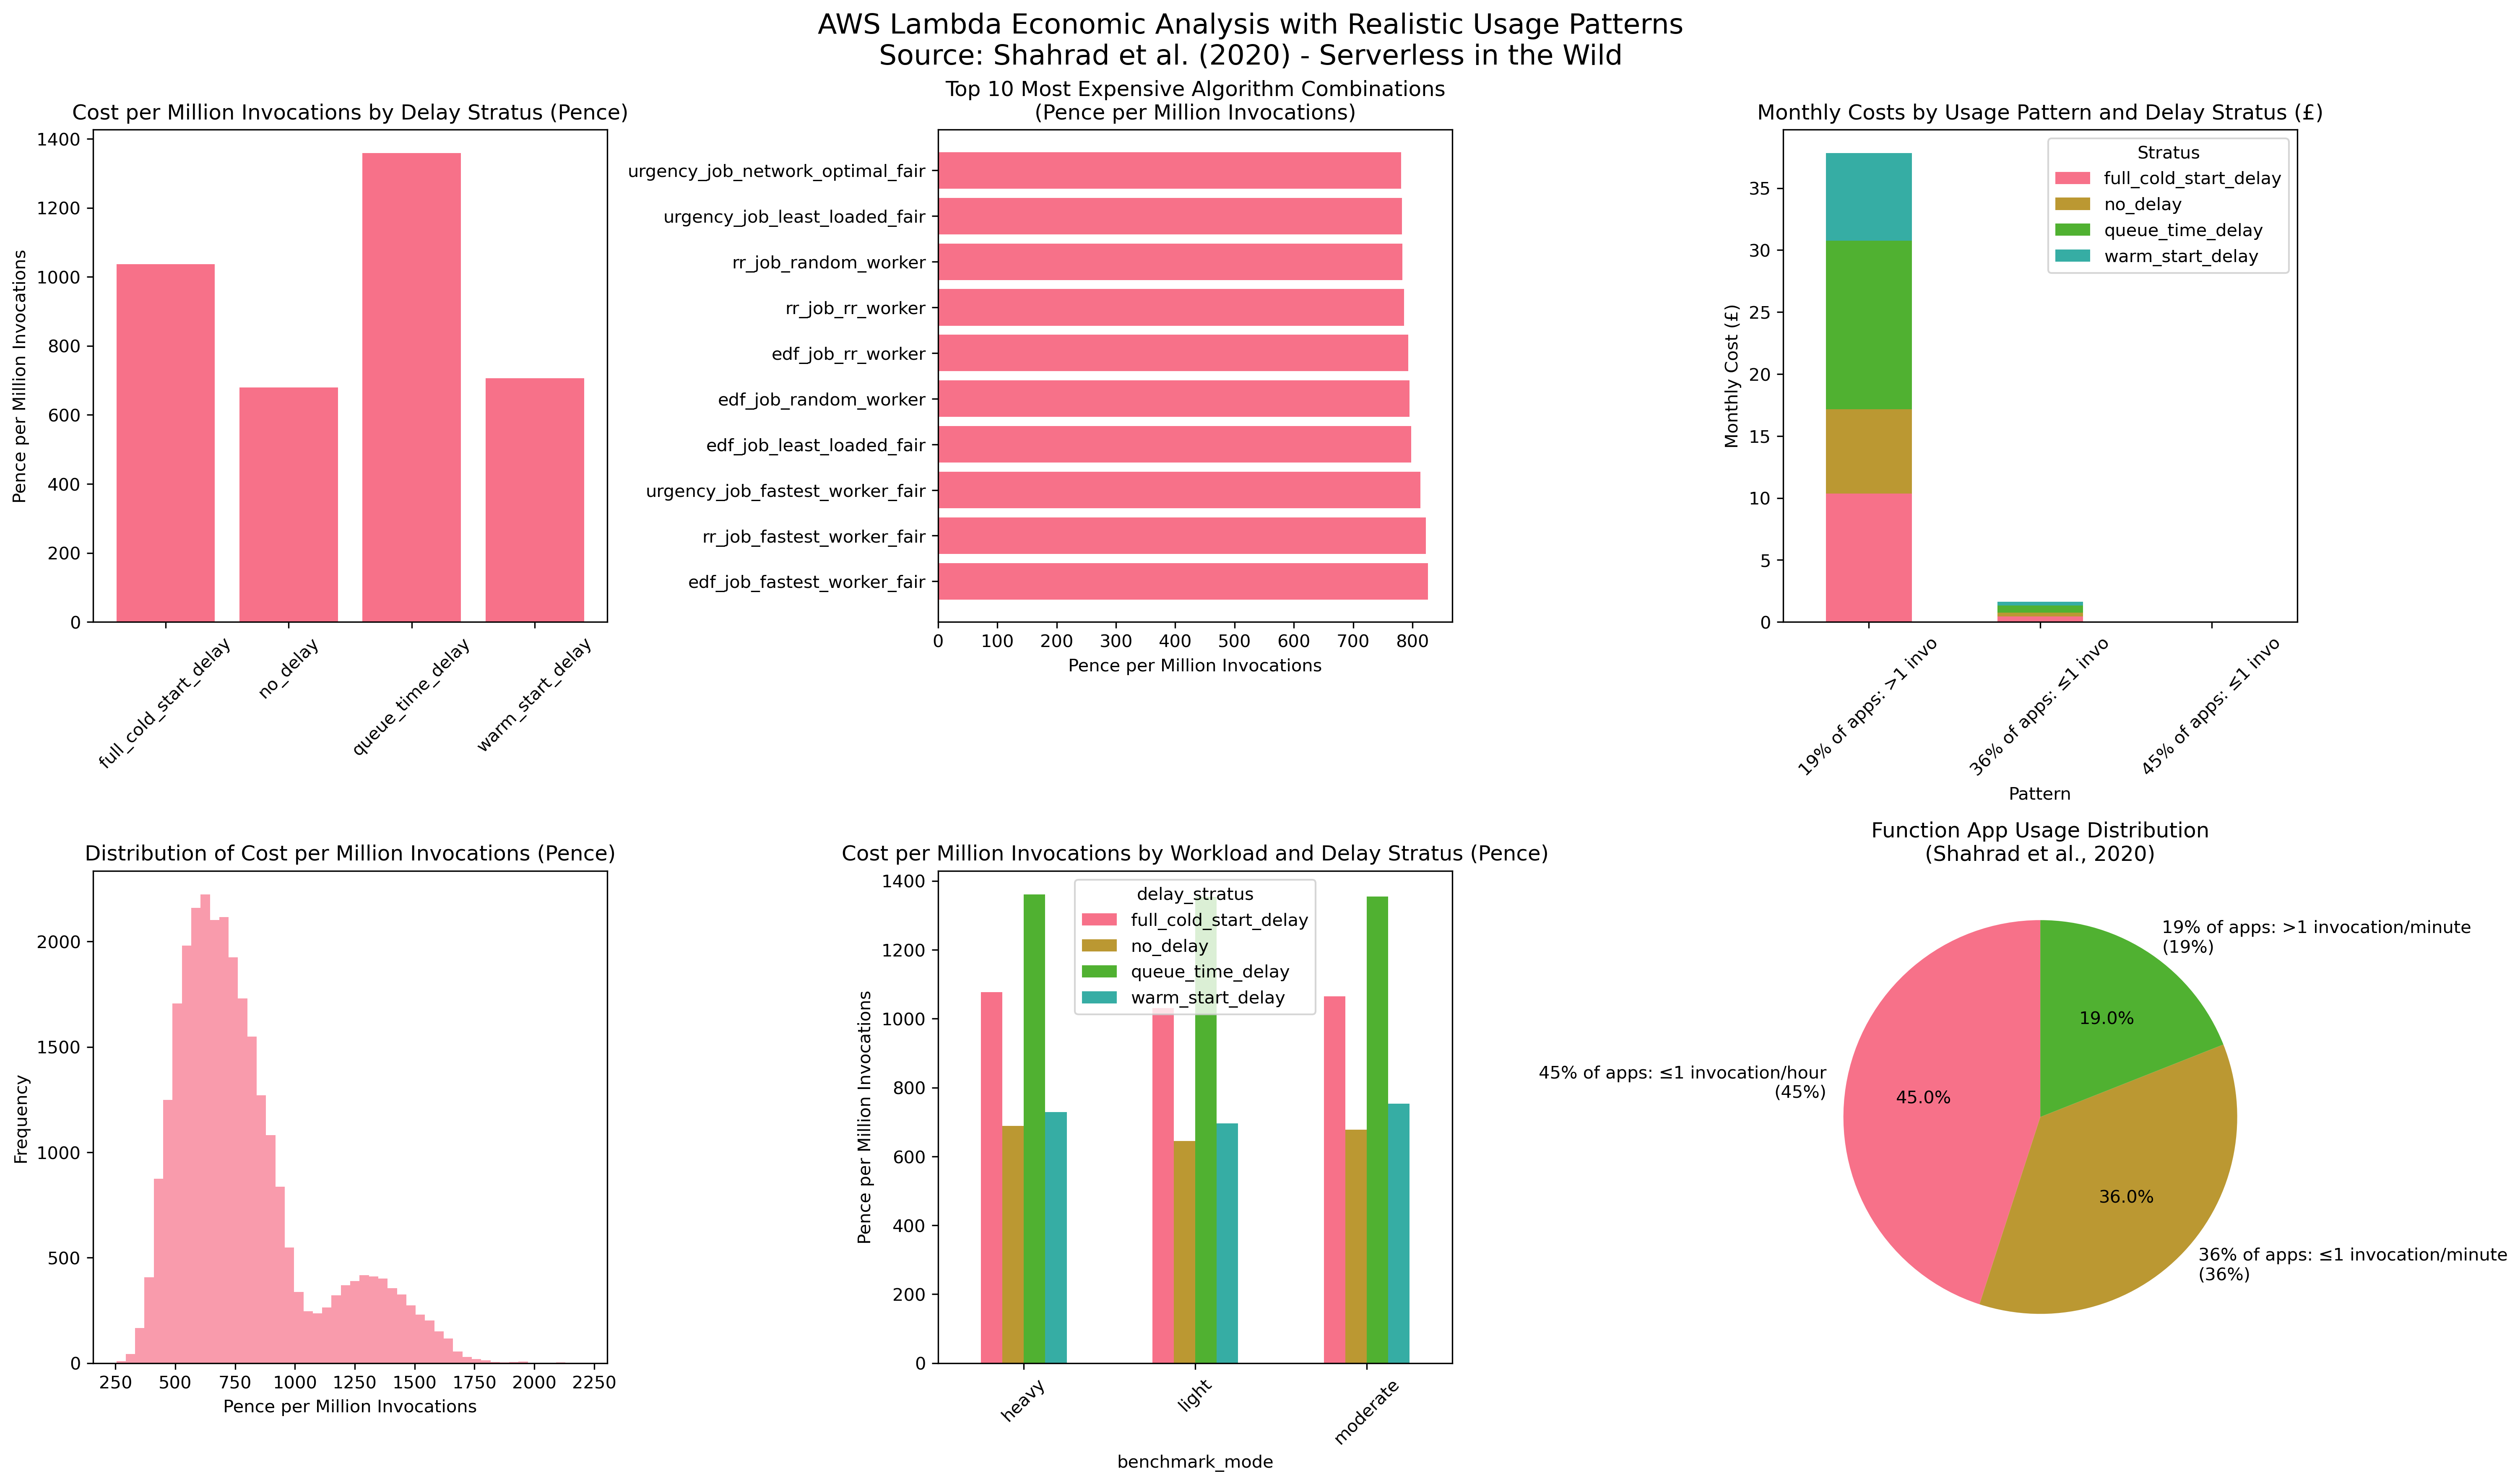 AWS Lambda Economic Analysis with Realistic Usage Patterns
Source: Shahrad et al. (2020) - Serverless in the Wild
Cost per Million Invocations by Delay Stratus (Pence)
Pence per Million Invocations
1400
1200
1000
800
600
400
200
0
full_cold_start_delay
no_delay
queue_time_delay
warm_start_delay
Top 10 Most Expensive Algorithm Combinations
(Pence per Million Invocations)
urgency_job_network_optimal_fair
urgency_job_least_loaded_fair
rr_job_random_worker
rr_job_rr_worker
edf_job_rr_worker
edf_job_random_worker
edf_job_least_loaded_fair
urgency_job_fastest_worker_fair
rr_job_fastest_worker_fair
edf_job_fastest_worker_fair
0 100 200 300 400 500 600 700 800
Pence per Million Invocations
Monthly Costs by Usage Pattern and Delay Stratus (£)
Monthly Cost (£)
35
30
25
20
15
10
5
0
Stratus
full_cold_start_delay
no_delay
queue_time_delay
warm_start_delay
19% of apps: >1 invo
36% of apps: ≤1 invo
45% of apps: ≤1 invo
Pattern
Distribution of Cost per Million Invocations (Pence)
Frequency
2000
1500
1000
500
0
250 500 750 1000 1250 1500 1750 2000 2250
Pence per Million Invocations
Cost per Million Invocations by Workload and Delay Stratus (Pence)
Pence per Million Invocations
1400
1200
1000
800
600
400
200
0
delay_stratus
full_cold_start_delay
no_delay
queue_time_delay
warm_start_delay
heavy
light
moderate
benchmark_mode
Function App Usage Distribution
(Shahrad et al., 2020)
19% of apps: >1 invocation/minute
(19%)
19.0%
45% of apps: ≤1 invocation/hour
(45%)
45.0%
36.0%
36% of apps: ≤1 invocation/minute
(36%)